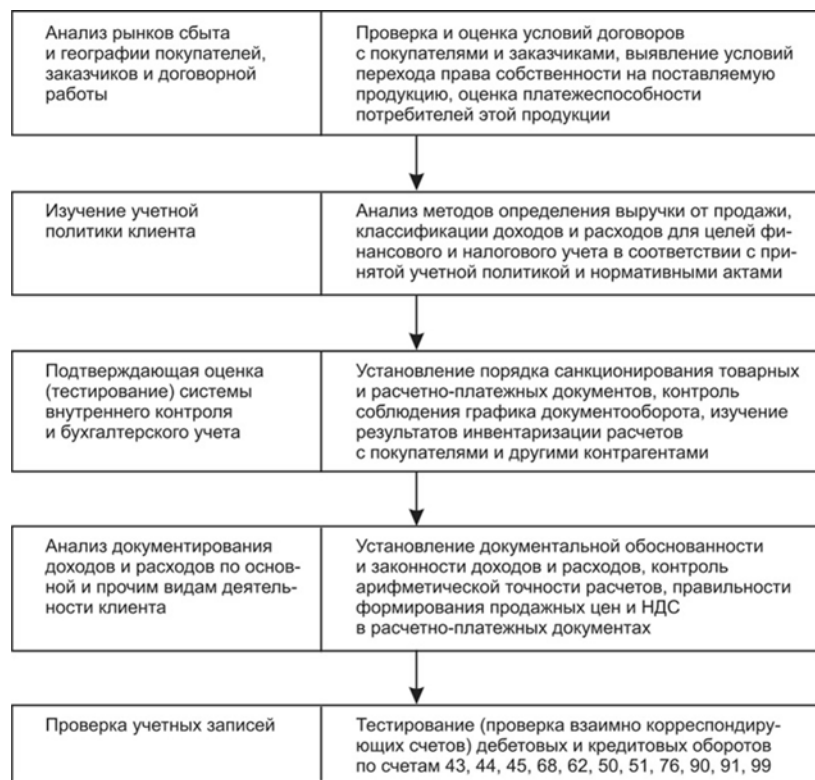 Анализ рынков сбыта
и географии покупателей,
заказчиков и договорной
работы
Проверка и оценка условий договоров
с покупателями и заказчиками, выявление условий
перехода права собственности на поставляемую
продукцию, оценка платежеспособности
потребителей этой продукции
Изучение учетной
политики клиента
Анализ методов определения выручки от продажи,
классификации доходов и расходов для целей фи-
нансового и налогового учета в соответствии с при-
нятой учетной политикой и нормативными актами
Подтверждающая оценка
(тестирование) системы
внутреннего контроля
и бухгалтерского учета
Установление порядка санкционирования товарных
и расчетно-платежных документов, контроль
соблюдения графика документооборота, изучение
результатов инвентаризации расчетов
с покупателями и другими контрагентами
Анализ документирования
доходов и расходов по основ-
ной и прочим видам деятель-
ности клиента
Установление документальной обоснованности
и законности доходов и расходов, контроль
арифметической точности расчетов, правильности
формирования продажных цен и НДС
в расчетно-платежных документах
Проверка учетных записей
Тестирование (проверка взаимно корреспондиру-
ющих счетов) дебетовых и кредитовых оборотов
по счетам 43, 44, 45, 68, 62, 50, 51, 76, 90, 91, 99